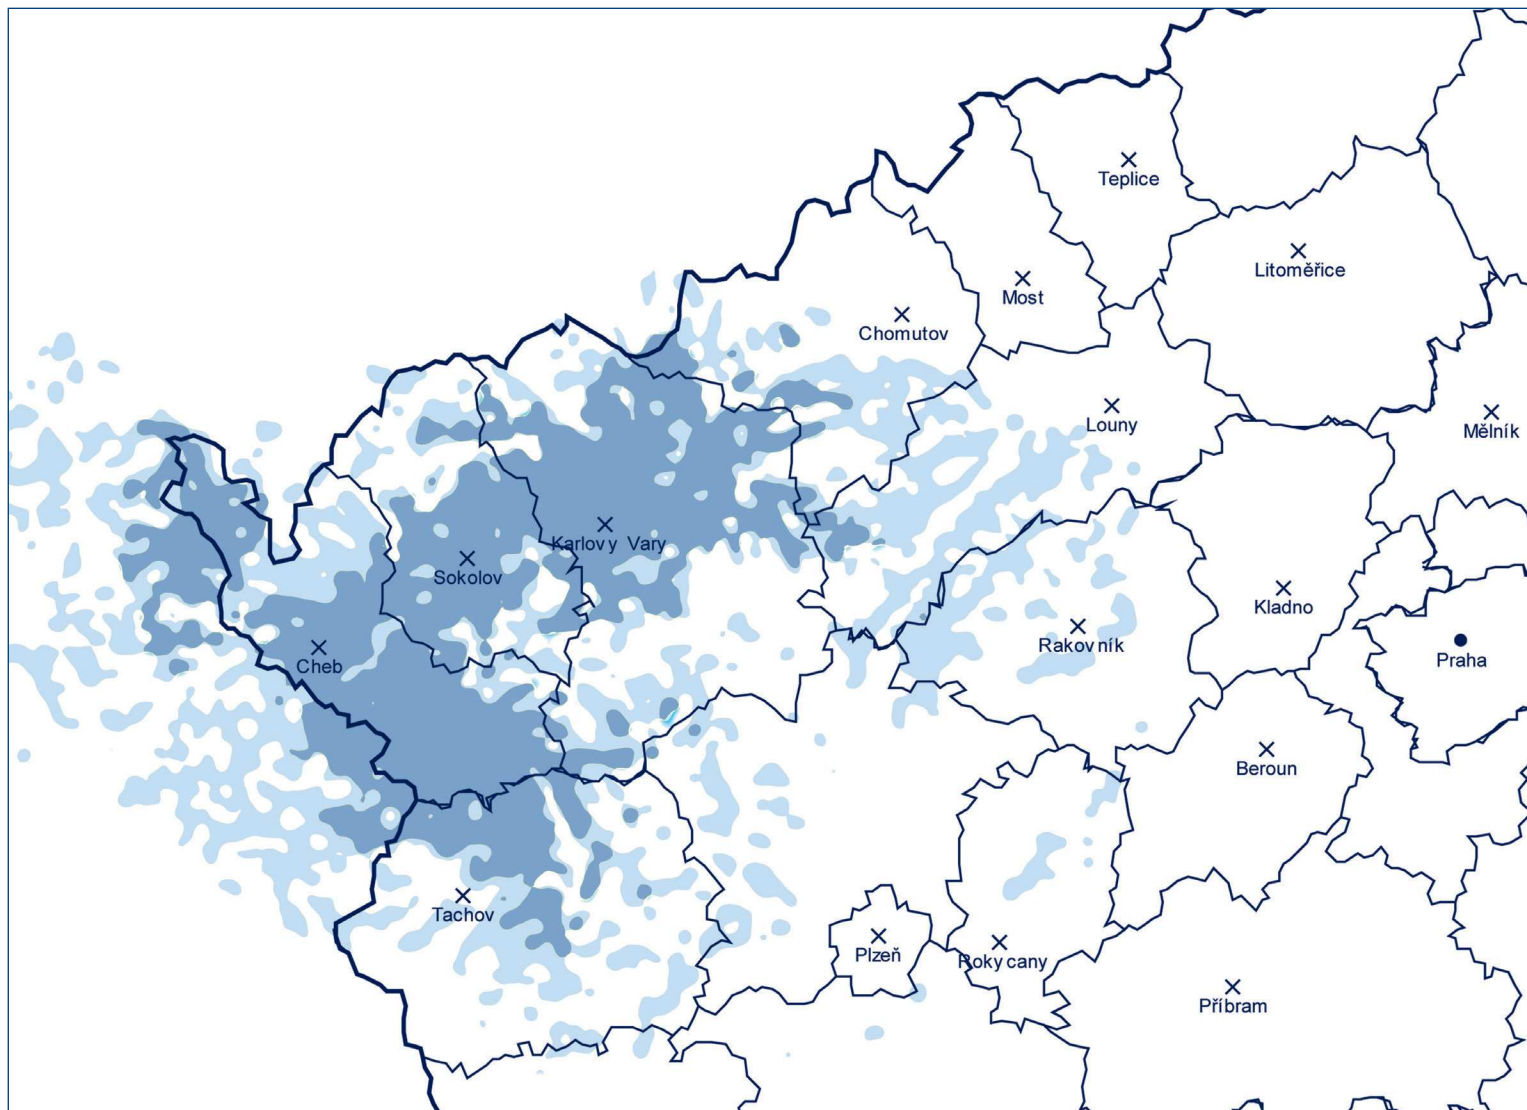 Teplice
Litoměřice
Most
Chomutov
Louny
Mělník
Karlovy Vary
Sokolov
Kladno
Rakovník
Praha
Cheb
Beroun
Tachov
Plzeň
Rokycany
Příbram